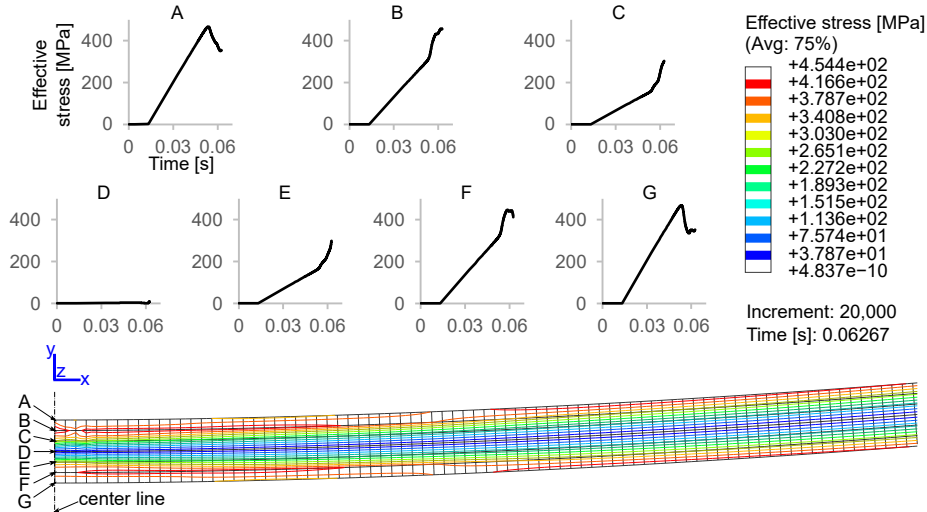 A
B
C
Effective
stress [MPa]
400
200
0
0
0.03
0.06
Time [s]
400
200
0
0
0.03
0.06
400
200
0
0
0.03
0.06
D
E
F
G
400
200
0
0
0.03
0.06
400
200
0
0
0.03
0.06
400
200
0
0
0.03
0.06
400
200
0
0
0.03
0.06
Effective stress [MPa]
(Avg: 75%)
+4.544e+02
+4.166e+02
+3.787e+02
+3.408e+02
+3.030e+02
+2.651e+02
+2.272e+02
+1.893e+02
+1.515e+02
+1.136e+02
+7.574e+01
+3.787e+01
+4.837e−10
Increment: 20,000
Time [s]: 0.06267
y
z
x
A
B
C
D
E
F
G
center line